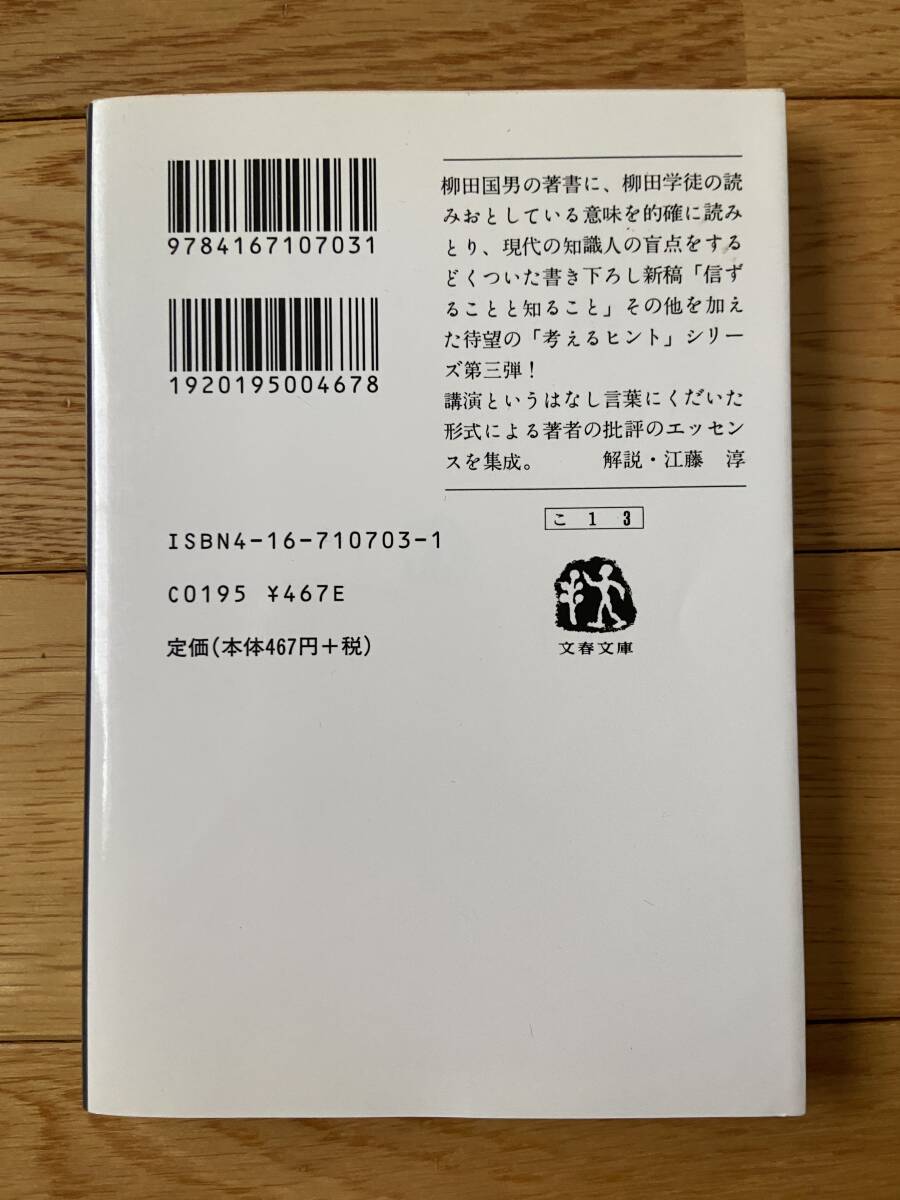 9784167107031
1920195004678
柳田国男の著書に、柳田学徒の読
みおとしている意味を的確に読み
とり、現代の知識人の盲点をする
どくついた書き下ろし新稿「信ず
ることと知ること」その他を加え
た待望の「考えるヒント」シリー
ズ第三弾！
講演というはなし言葉にくだいた
形式による著者の批評のエッセン
スを集成。　　解説・江藤　淳
ISBN4-16-710703-1
C0195 ¥467E
定価(本体467円＋税)
こ 1 3
文春文庫